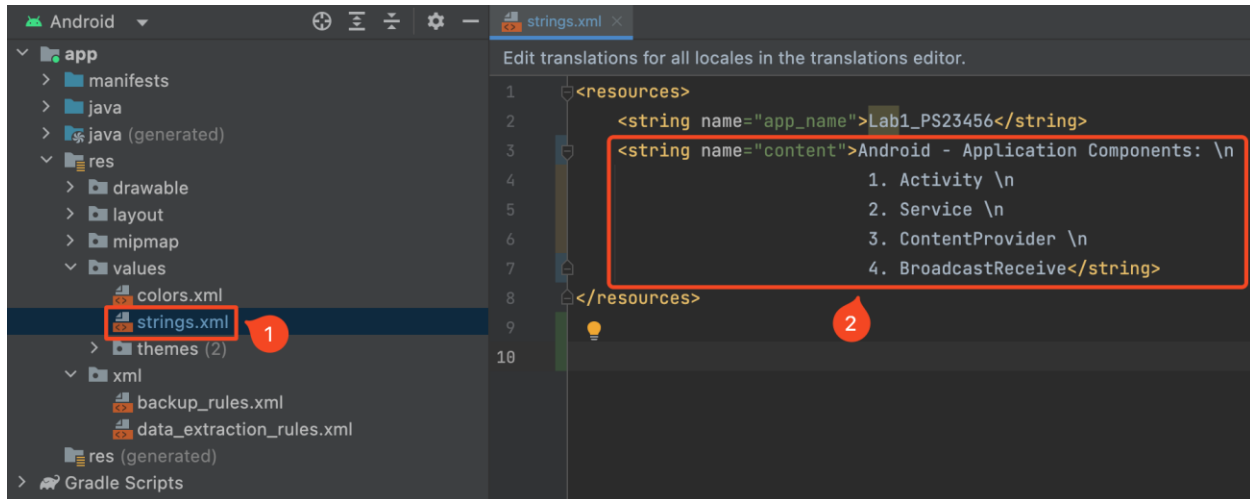 Android
app
manifests
java
java (generated)
res
drawable
layout
mipmap
values
colors.xml
strings.xml
1
themes (2)
xml
backup_rules.xml
data_extraction_rules.xml
res (generated)
Gradle Scripts
strings.xml
Edit translations for all locales in the translations editor.
1 <resources>
2 <string name="app_name">Lab1_PS23456</string>
3 <string name="content">Android - Application Components: \n
4 1. Activity \n
5 2. Service \n
6 3. ContentProvider \n
7 4. BroadcastReceive</string>
8 </resources>
2
9
10